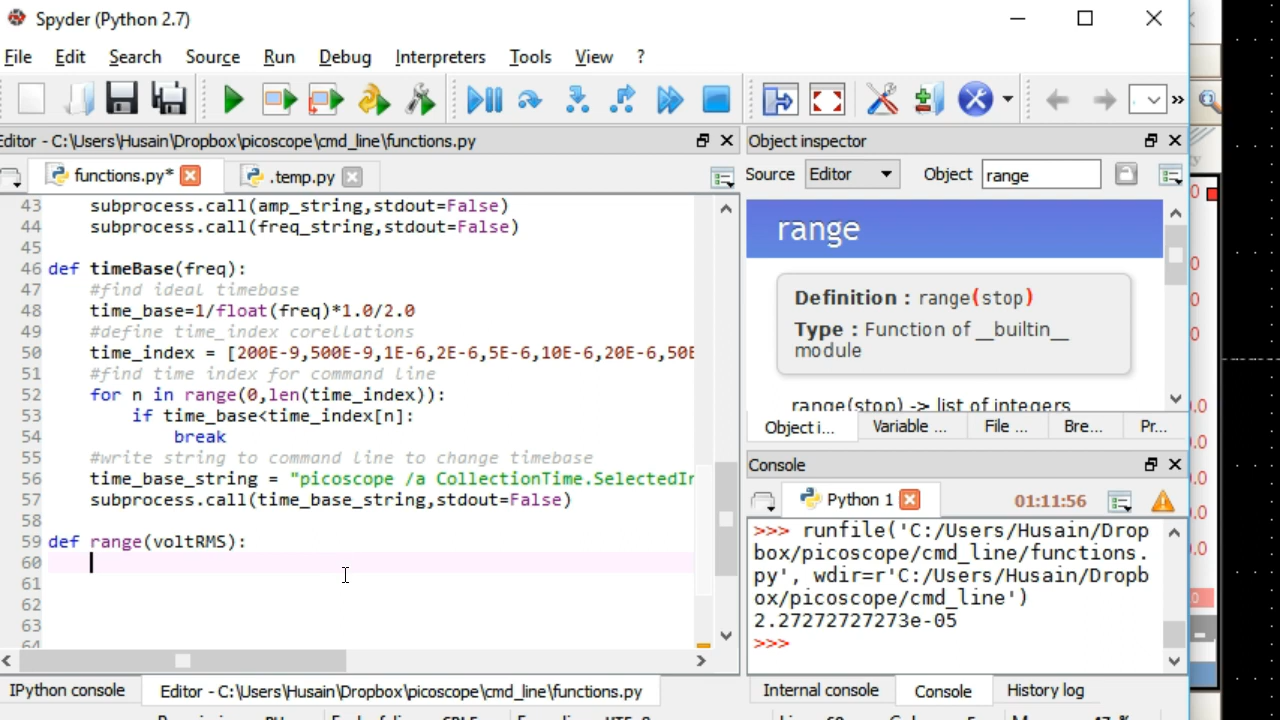 Spyder (Python 2.7)
File Edit Search Source Run Debug Interpreters Tools View ?
Editor - C:\Users\Husain\Dropbox\picoscope\cmd_line\functions.py
functions.py*
.temp.py
43 subprocess.call(amp_string,stdout=False)
44 subprocess.call(freq_string,stdout=False)
45
46 def timeBase(freq):
47 #find ideal timebase
48 time_base=1/float(freq)*1.0/2.0
49 #define time_index corellations
50 time_index = [200E-9,500E-9,1E-6,2E-6,5E-6,10E-6,20E-6,50E
51 #find time index for command line
52 for n in range(0,len(time_index)):
53 if time_base<time_index[n]:
54 break
55 #write string to command line to change timebase
56 time_base_string = "picoscope /a CollectionTime.SelectedIn
57 subprocess.call(time_base_string,stdout=False)
58
59 def range(voltRMS):
60
61
62
63
64
IPython console
Editor - C:\Users\Husain\Dropbox\picoscope\cmd_line\functions.py
Object inspector
Source Editor Object range
range
Definition : range(stop)
Type : Function of __builtin__
module
range(stop) -> list of integers
Object i... Variable ... File ... Bre... Pr...
Console
Python 1
01:11:56
>>> runfile('C:/Users/Husain/Drop
box/picoscope/cmd_line/functions.
py', wdir=r'C:/Users/Husain/Dropb
ox/picoscope/cmd_line')
2.27272727273e-05
>>>
Internal console Console History log